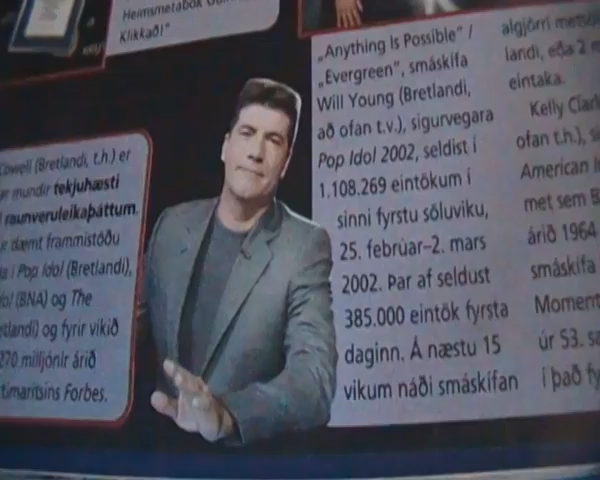 Heimsmetabók
Klikkað!"
Cowell (Bretlandi, t.h.) er
mundir tekjuhæsti
raunveruleikaþáttum.
dæmt frammistöðu
a í Pop Idol (Bretlandi),
Idol (BNA) og The
etlandi) og fyrir vikið
270 milljónir árið
tímaritsins Forbes.
„Anything Is Possible" /
„Evergreen", smáskífa
Will Young (Bretlandi,
að ofan t.v.), sigurvegara
Pop Idol 2002, seldist í
1.108.269 eintökum í
sinni fyrstu söluviku,
25. febrúar–2. mars
2002. Þar af seldust
385.000 eintök fyrsta
daginn. Á næstu 15
vikum náði smáskífan
algjörri
landi, eða 2
eintaka.
Kelly
ofan t.h.),
American
met sem
árið 1964
smáskífa
Moment
úr 53.
í það